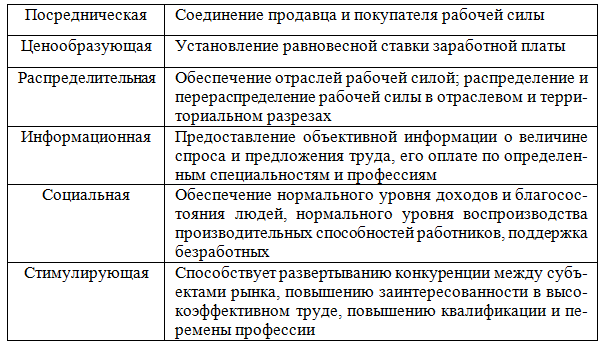 Посредническая Соединение продавца и покупателя рабочей силы
Ценообразующая Установление равновесной ставки заработной платы
Распределительная Обеспечение отраслей рабочей силой; распределение и
перераспределение рабочей силы в отраслевом и терри-
ториальном разрезах
Информационная Предоставление объективной информации о величине
спроса и предложения труда, его оплате по определен-
ным специальностям и профессиям
Социальная Обеспечение нормального уровня доходов и благосос-
тояния людей, нормального уровня воспроизводства
производительных способностей работников, поддержка
безработных
Стимулирующая Способствует развертыванию конкуренции между субъ-
ектами рынка, повышению заинтересованности в высо-
коэффективном труде, повышению квалификации и пе-
ремены профессии